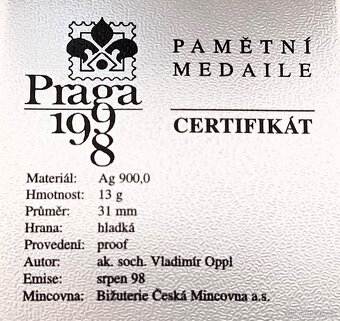 PAMĚTNÍ
MEDAILE
Praga
1998
CERTIFIKÁT
Materiál: Ag 900,0
Hmotnost: 13 g
Průměr: 31 mm
Hrana: hladká
Provedení: proof
Autor: ak. soch. Vladimír Oppl
Emise: srpen 98
Mincovna: Bižuterie Česká Mincovna a.s.